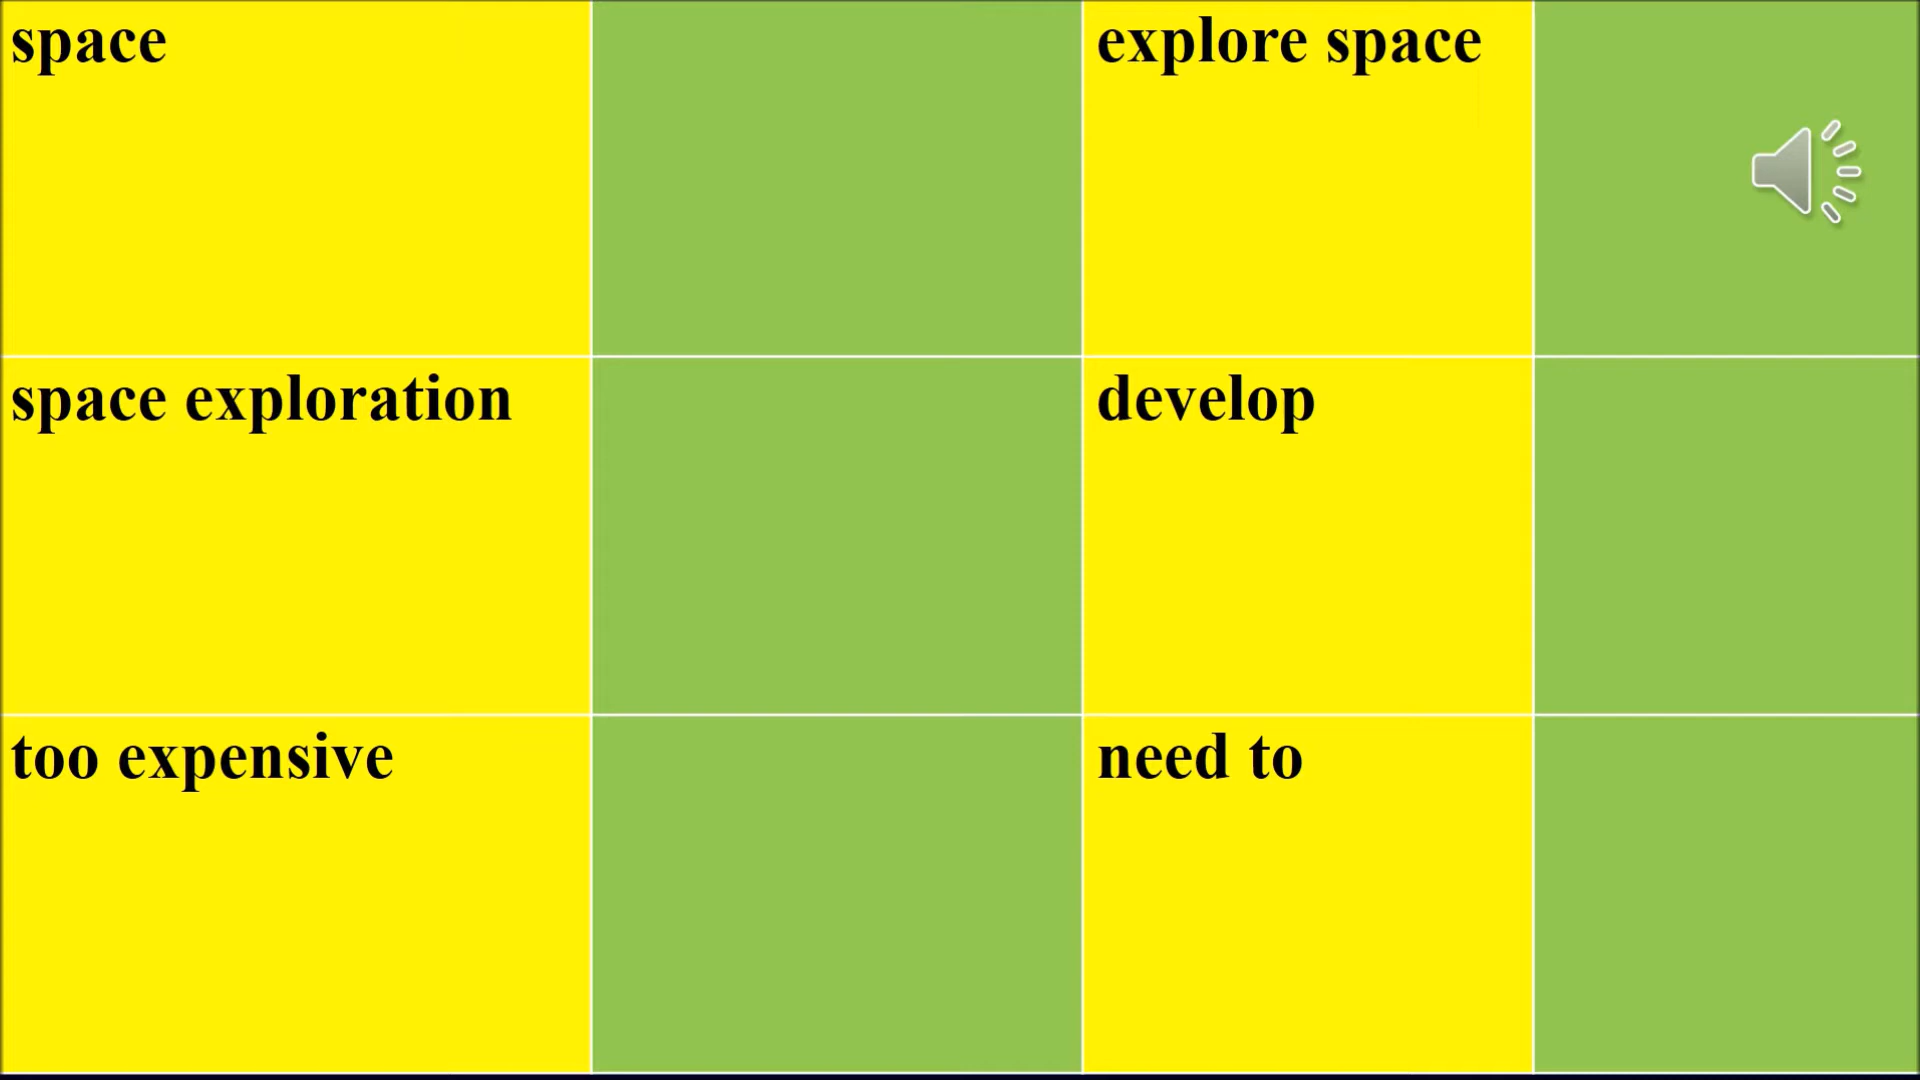 space
explore space
space exploration
develop
too expensive
need to